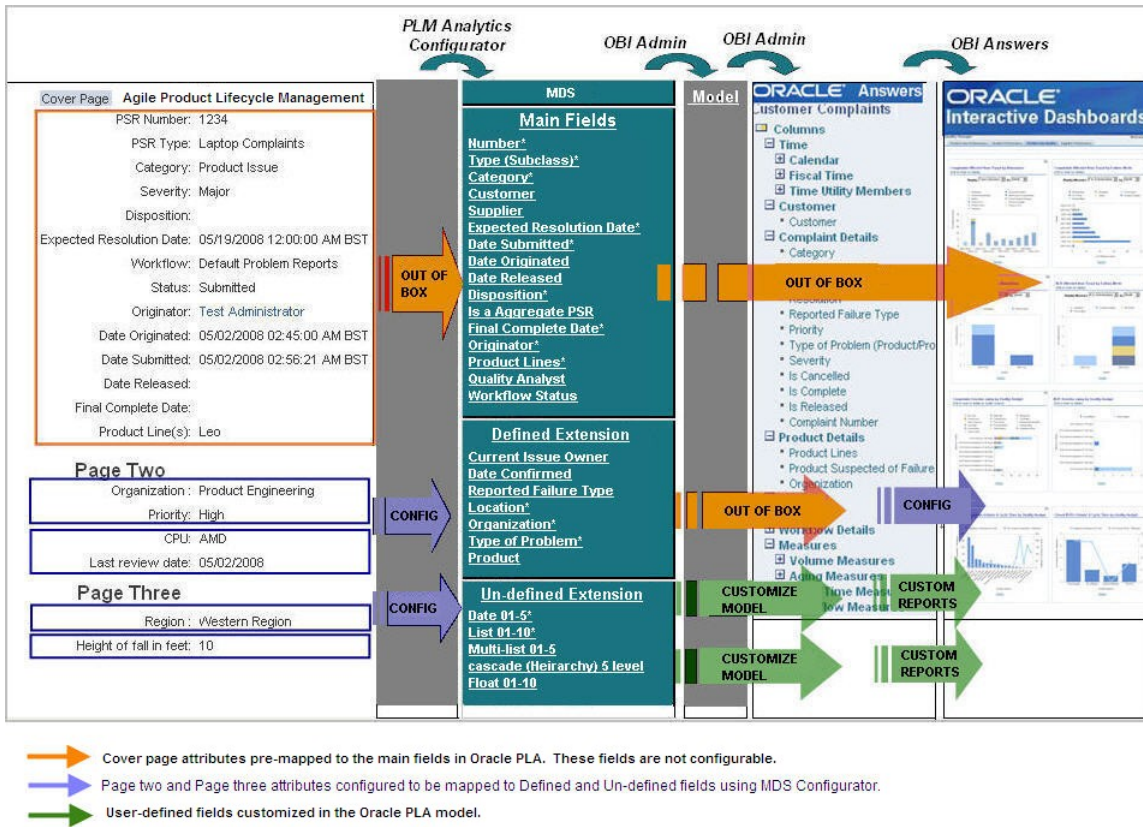 PLM Analytics
Configurator
OBI Admin
OBI Admin
OBI Answers
Cover Page Agile Product Lifecycle Management
PSR Number: 1234
PSR Type: Laptop Complaints
Category: Product Issue
Severity: Major
Disposition:
Expected Resolution Date: 05/19/2008 12:00:00 AM BST
Workflow: Default Problem Reports
Status: Submitted
Originator: Test Administrator
Date Originated: 05/02/2008 02:45:00 AM BST
Date Submitted: 05/02/2008 02:56:21 AM BST
Date Released:
Final Complete Date:
Product Line(s): Leo
Page Two
Organization : Product Engineering
Priority: High
CPU: AMD
Last review date: 05/02/2008
Page Three
Region : Western Region
Height of fall in feet: 10
OUT OF
BOX
CONFIG
CONFIG
MDS
Main Fields
Number*
Type (Subclass)*
Category*
Customer
Supplier
Expected Resolution Date*
Date Submitted*
Date Originated
Date Released
Disposition*
Is a Aggregate PSR
Final Complete Date*
Originator*
Product Lines*
Quality Analyst
Workflow Status
Defined Extension
Current Issue Owner
Date Confirmed
Reported Failure Type
Location*
Organization*
Type of Problem*
Product
Un-defined Extension
Date 01-5*
List 01-10*
Multi-list 01-5
cascade (Heirarchy) 5 level
Float 01-10
Model
ORACLE Answers
Customer Complaints
Columns
Time
Calendar
Fiscal Time
Time Utility Members
Customer
Customer
Complaint Details
Category
OUT OF BOX
Resolution
Reported Failure Type
Priority
Type of Problem (Product/Pro
Severity
Is Cancelled
Is Complete
Is Released
Complaint Number
Product Details
Product Lines
Product Suspected of Failure
Organization
OUT OF BOX
Workflow Details
Measures
Volume Measures
Aging Measures
Time Measu
ow Measur
CUSTOMIZE
MODEL
CUSTOMIZE
MODEL
ORACLE
Interactive Dashboards
CONFIG
CUSTOM
REPORTS
CUSTOM
REPORTS
Cover page attributes pre-mapped to the main fields in Oracle PLA. These fields are not configurable.
Page two and Page three attributes configured to be mapped to Defined and Un-defined fields using MDS Configurator.
User-defined fields customized in the Oracle PLA model.